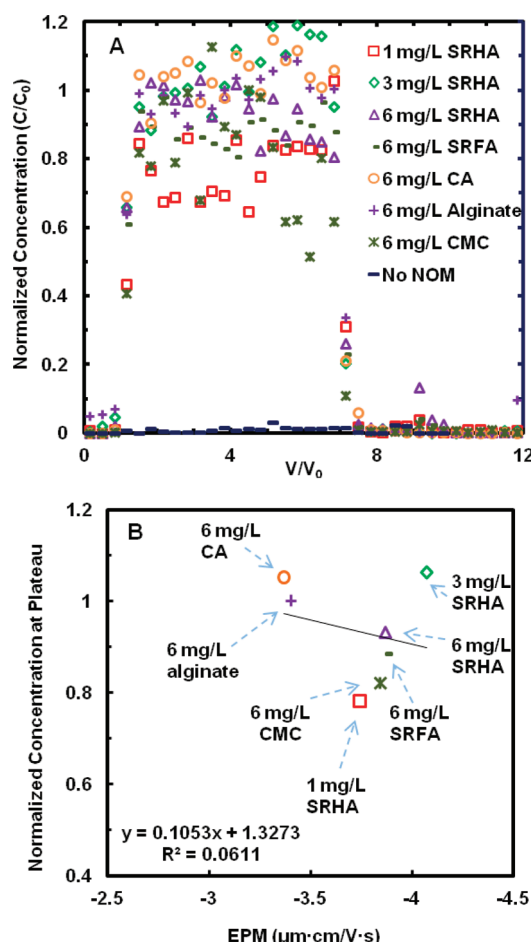 A
Normalized Concentration (C/C0)
1.2
1
0.8
0.6
0.4
0.2
0
0
4
8
12
V/V0
1 mg/L SRHA
3 mg/L SRHA
6 mg/L SRHA
6 mg/L SRFA
6 mg/L CA
6 mg/L Alginate
6 mg/L CMC
No NOM
B
Normalized Concentration at Plateau
1.2
1
0.8
0.6
0.4
6 mg/L
CA
3 mg/L
SRHA
6 mg/L
alginate
6 mg/L
SRHA
6 mg/L
CMC
6 mg/L
SRFA
1 mg/L
SRHA
y = 0.1053x + 1.3273
R² = 0.0611
-2.5
-3
-3.5
-4
-4.5
EPM (μm·cm/V·s)